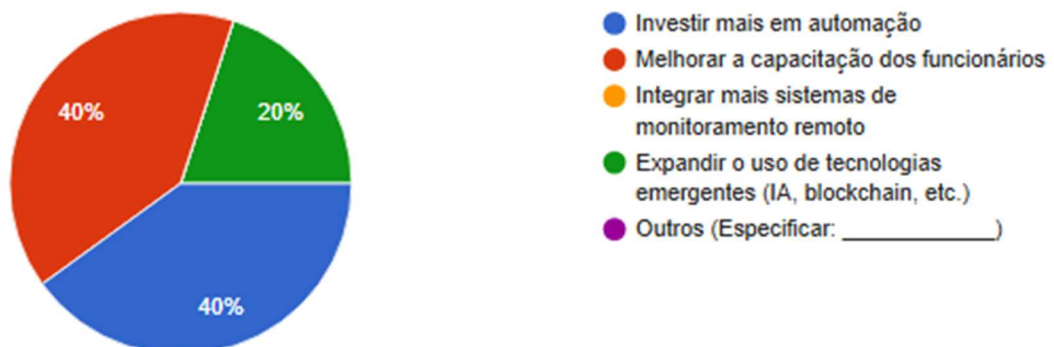 40%
20%
40%
Investir mais em automação
Melhorar a capacitação dos funcionários
Integrar mais sistemas de
monitoramento remoto
Expandir o uso de tecnologias
emergentes (IA, blockchain, etc.)
Outros (Especificar: ____________)